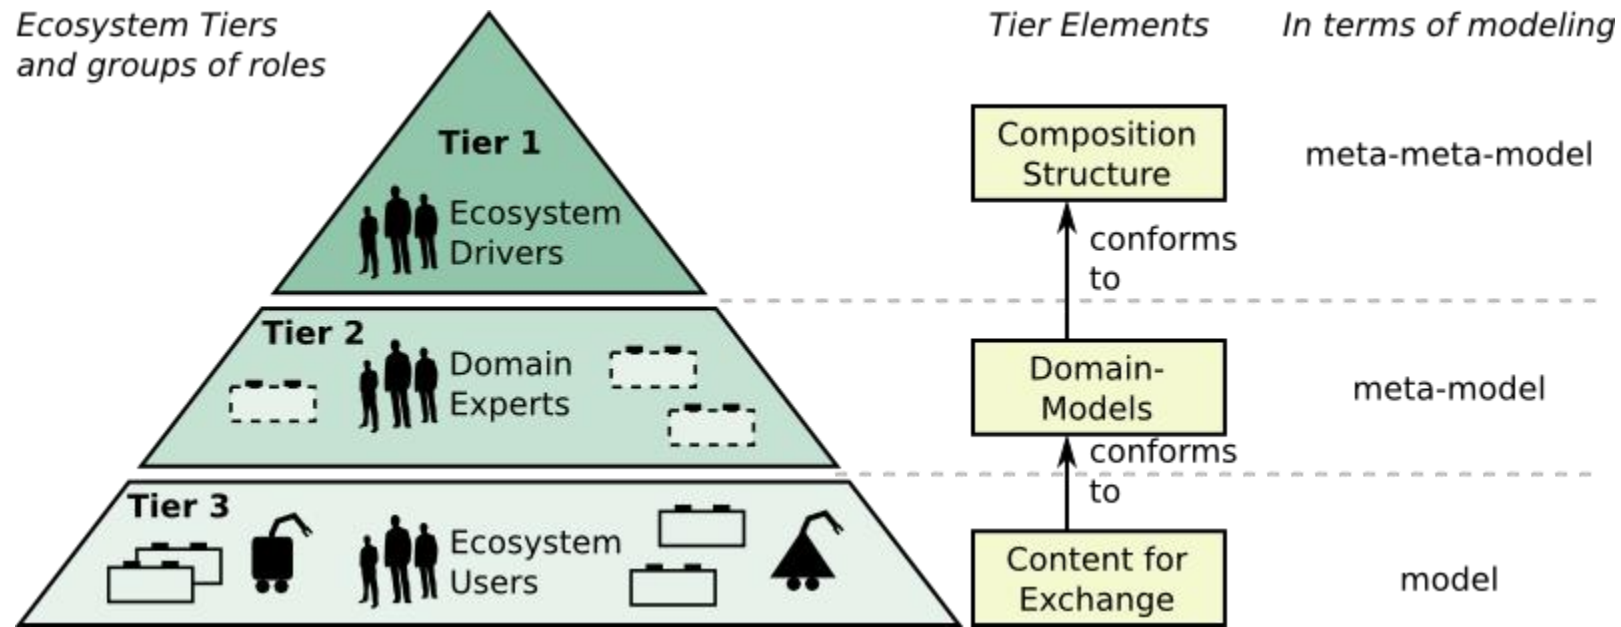 Ecosystem Tiers
and groups of roles
Tier Elements
In terms of modeling
Tier 1
Ecosystem
Drivers
Composition
Structure
meta-meta-model
conforms
to
Tier 2
Domain
Experts
Domain-
Models
meta-model
conforms
to
Tier 3
Ecosystem
Users
Content for
Exchange
model